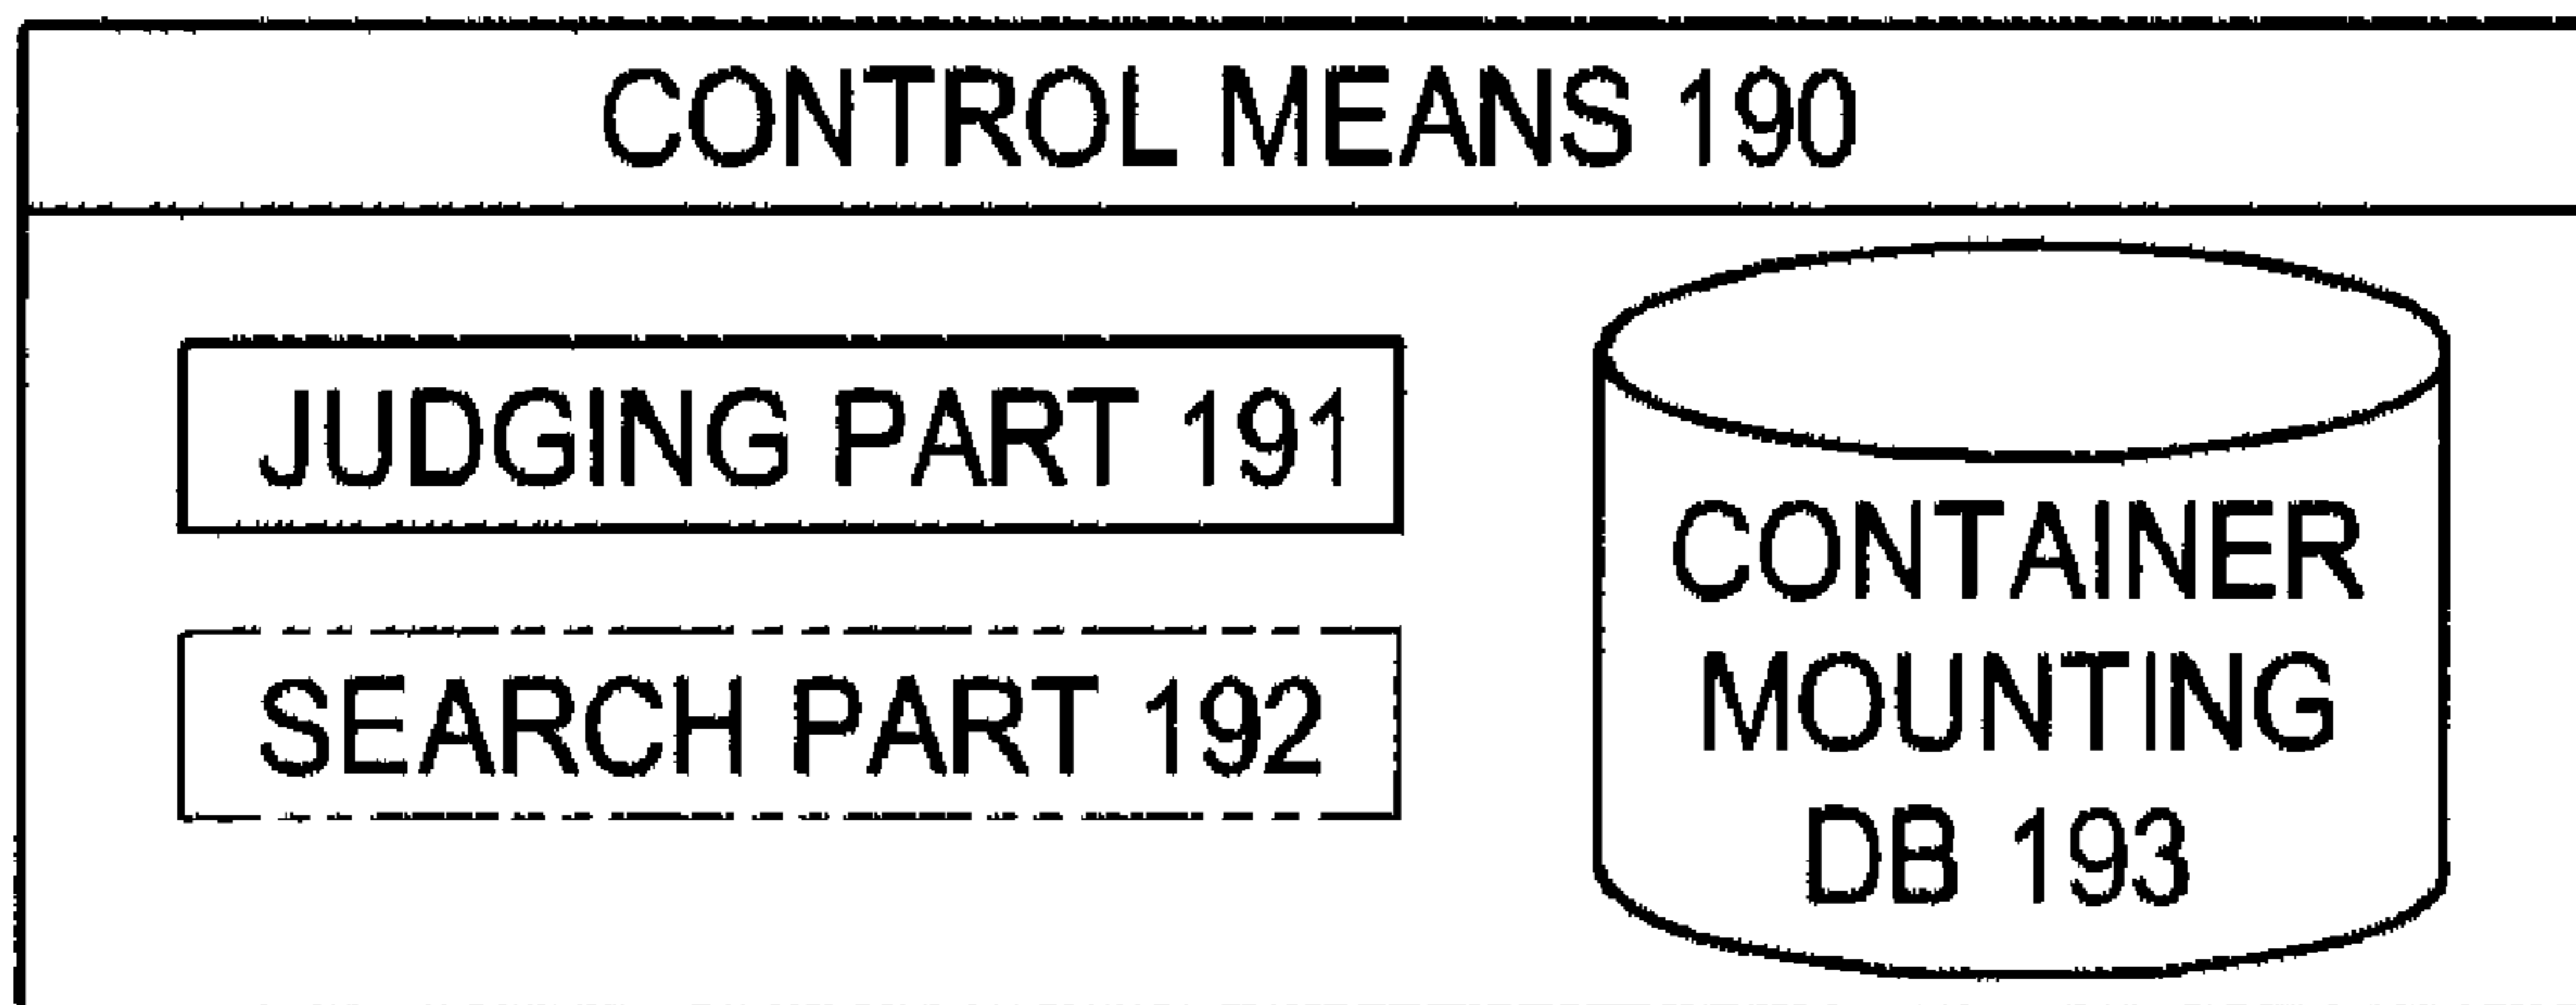 CONTROL MEANS 190
JUDGING PART 191
SEARCH PART 192
CONTAINER
MOUNTING
DB 193